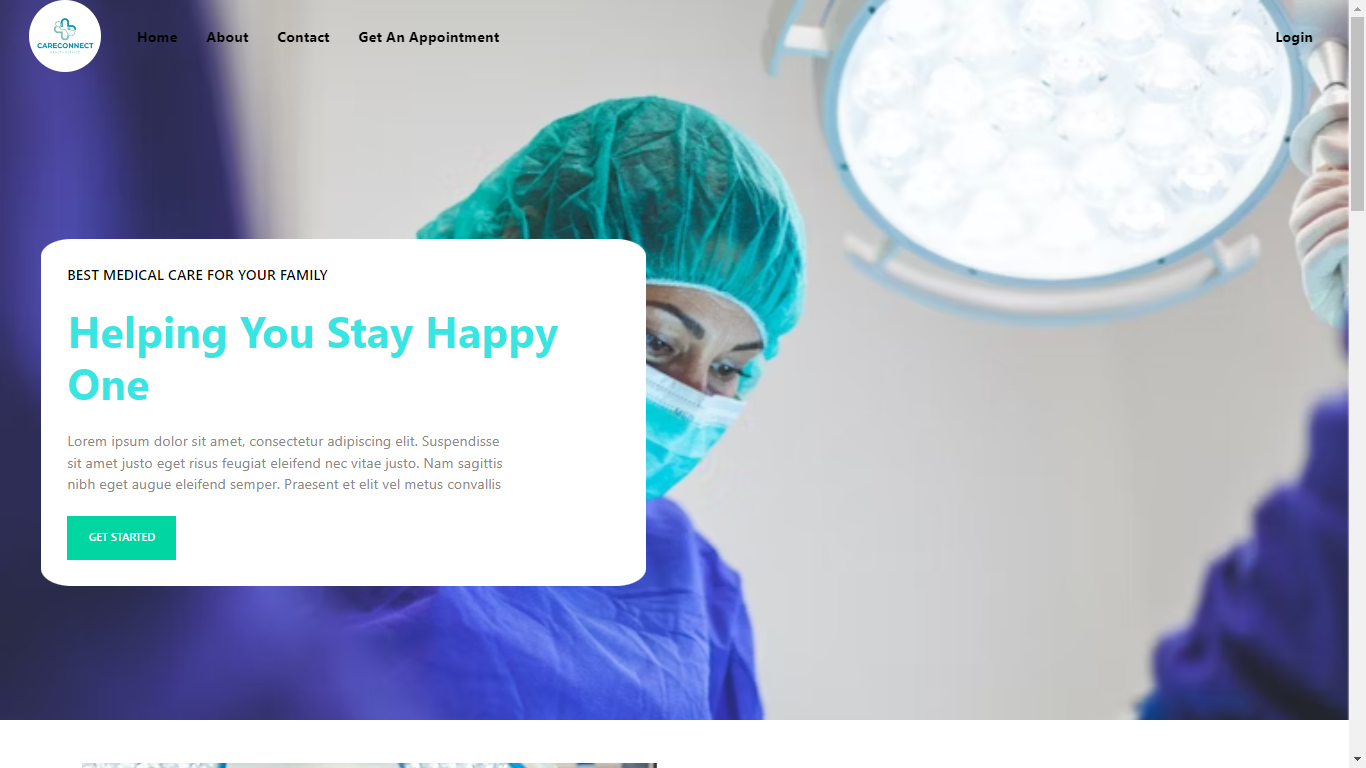 CARECONNECT
Home
About
Contact
Get An Appointment
Login
BEST MEDICAL CARE FOR YOUR FAMILY
Helping You Stay Happy
One
Lorem ipsum dolor sit amet, consectetur adipiscing elit. Suspendisse
sit amet justo eget risus feugiat eleifend nec vitae justo. Nam sagittis
nibh eget augue eleifend semper. Praesent et elit vel metus convallis
GET STARTED